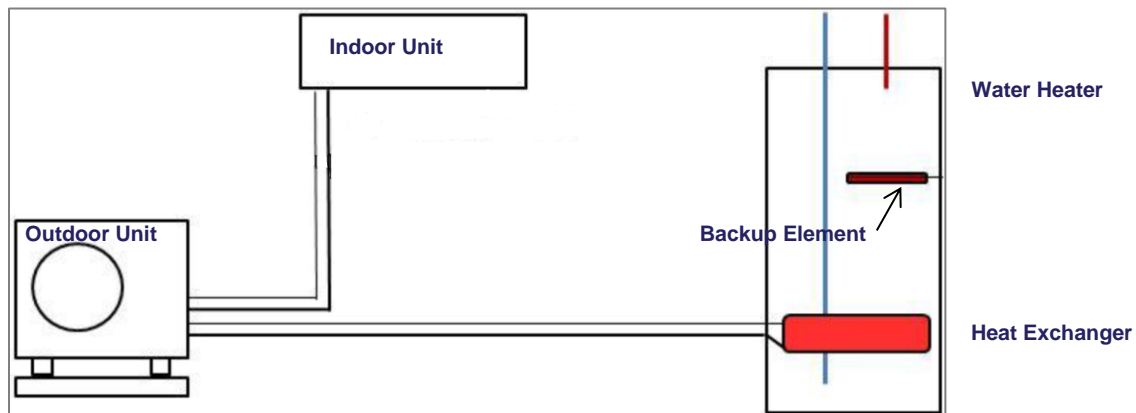 Indoor Unit
Water Heater
Outdoor Unit
Backup Element
Heat Exchanger